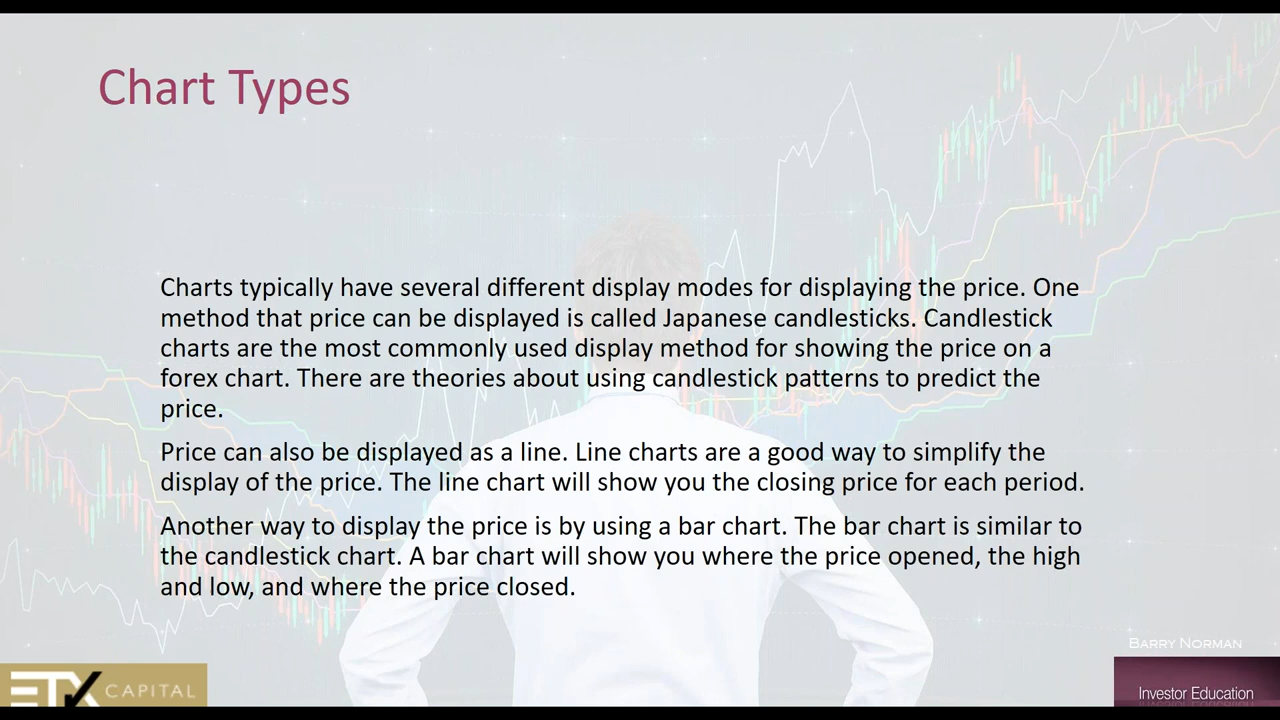 Chart Types
Charts typically have several different display modes for displaying the price. One
method that price can be displayed is called Japanese candlesticks. Candlestick
charts are the most commonly used display method for showing the price on a
forex chart. There are theories about using candlestick patterns to predict the
price.
Price can also be displayed as a line. Line charts are a good way to simplify the
display of the price. The line chart will show you the closing price for each period.
Another way to display the price is by using a bar chart. The bar chart is similar to
the candlestick chart. A bar chart will show you where the price opened, the high
and low, and where the price closed.
Barry Norman
ETX CAPITAL
Investor Education